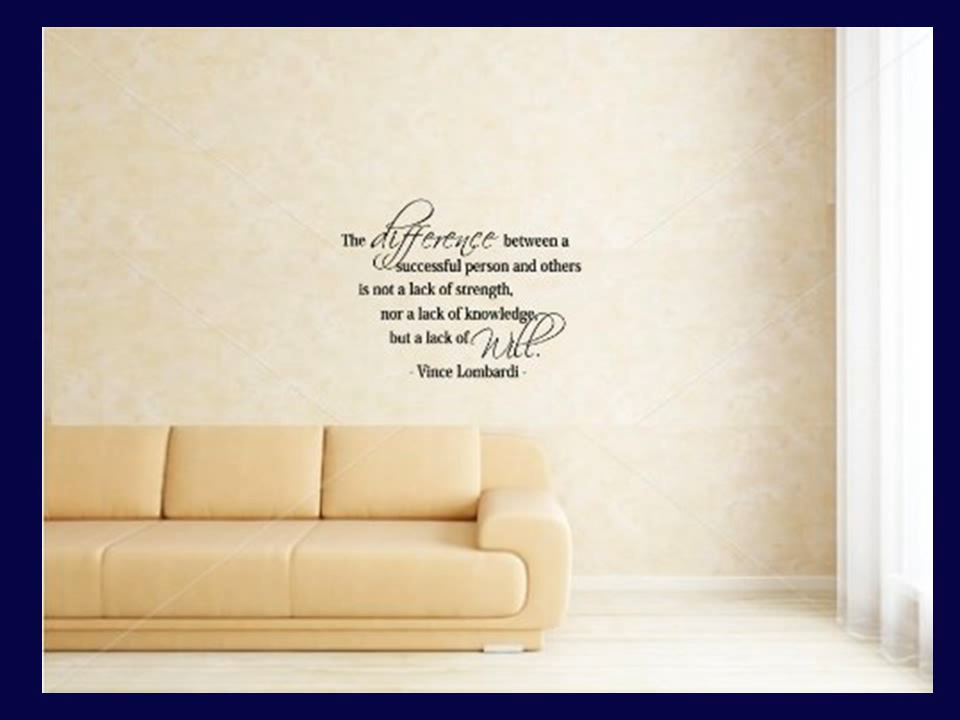 The difference between a
successful person and others
is not a lack of strength,
nor a lack of knowledge,
but a lack of Will.
- Vince Lombardi -